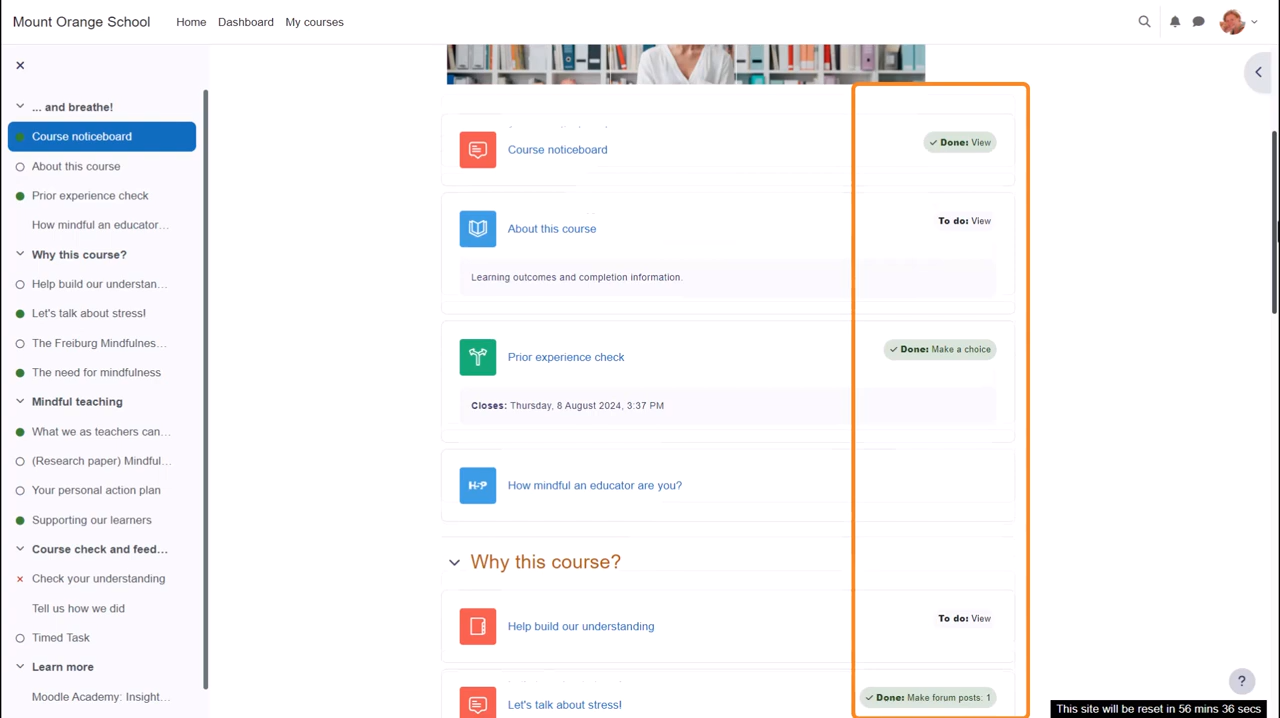 Mount Orange School
Home
Dashboard
My courses
... and breathe!
Course noticeboard
About this course
Prior experience check
How mindful an educator...
Why this course?
Help build our understan...
Let's talk about stress!
The Freiburg Mindfulnes...
The need for mindfulness
Mindful teaching
What we as teachers can...
(Research paper) Mindful...
Your personal action plan
Supporting our learners
Course check and feed...
Check your understanding
Tell us how we did
Timed Task
Learn more
Moodle Academy: Insight...
Course noticeboard
Done: View
About this course
To do: View
Learning outcomes and completion information.
Prior experience check
Done: Make a choice
Closes: Thursday, 8 August 2024, 3:37 PM
H-P
How mindful an educator are you?
Why this course?
Help build our understanding
To do: View
Let's talk about stress!
Done: Make forum posts: 1
?
This site will be reset in 56 mins 36 secs